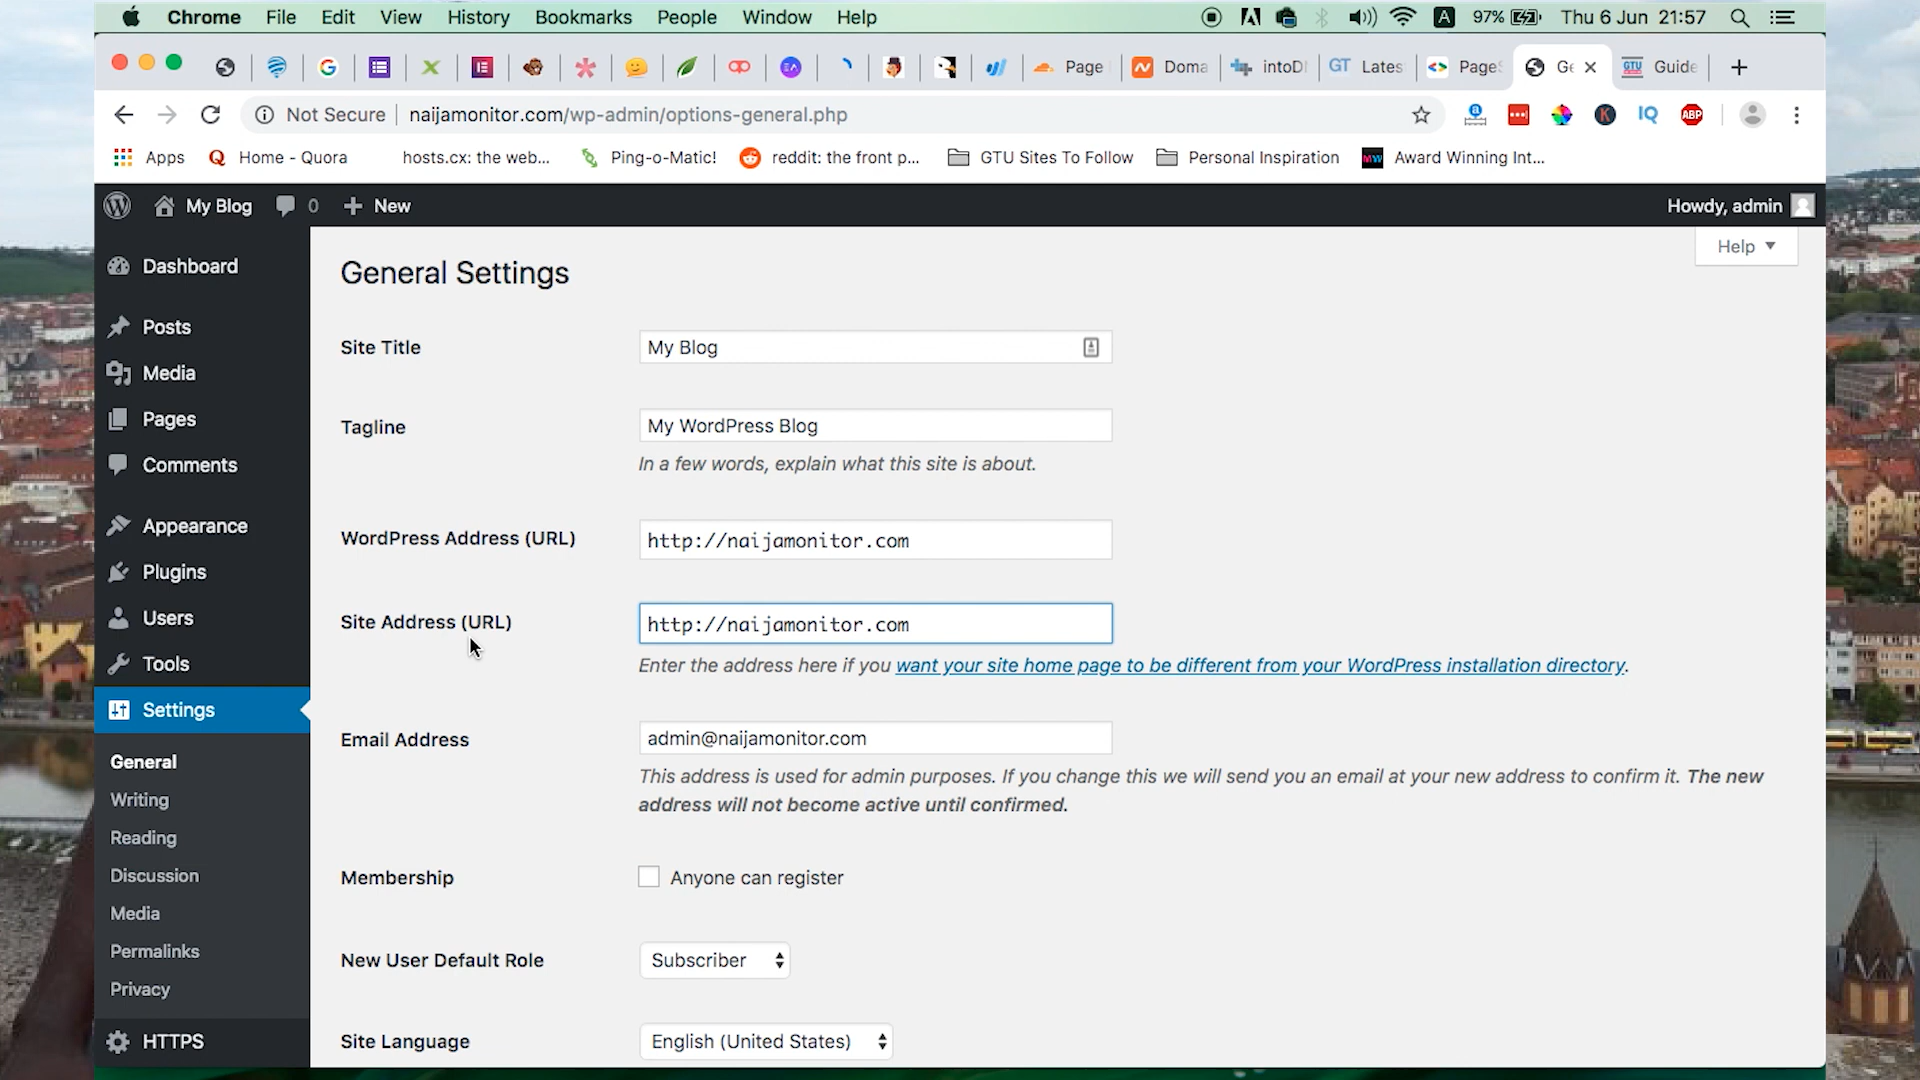 Chrome File Edit View History Bookmarks People Window Help A 97% Thu 6 Jun 21:57
Page Doma intoD GT Lates PageS Ge GTU Guide
Not Secure naijamonitor.com/wp-admin/options-general.php a K IQ ABP
Apps Q Home - Quora hosts.cx: the web... Ping-o-Matic! reddit: the front p... GTU Sites To Follow Personal Inspiration MW Award Winning Int...
My Blog 0 New Howdy, admin
Help
General Settings
Dashboard
Posts
Media
Pages
Comments
Appearance
Plugins
Users
Tools
Settings
General
Writing
Reading
Discussion
Media
Permalinks
Privacy
HTTPS
Site Title My Blog
Tagline My WordPress Blog
In a few words, explain what this site is about.
WordPress Address (URL) http://naijamonitor.com
Site Address (URL) http://naijamonitor.com
Enter the address here if you want your site home page to be different from your WordPress installation directory.
Email Address admin@naijamonitor.com
This address is used for admin purposes. If you change this we will send you an email at your new address to confirm it. The new
address will not become active until confirmed.
Membership Anyone can register
New User Default Role Subscriber
Site Language English (United States)